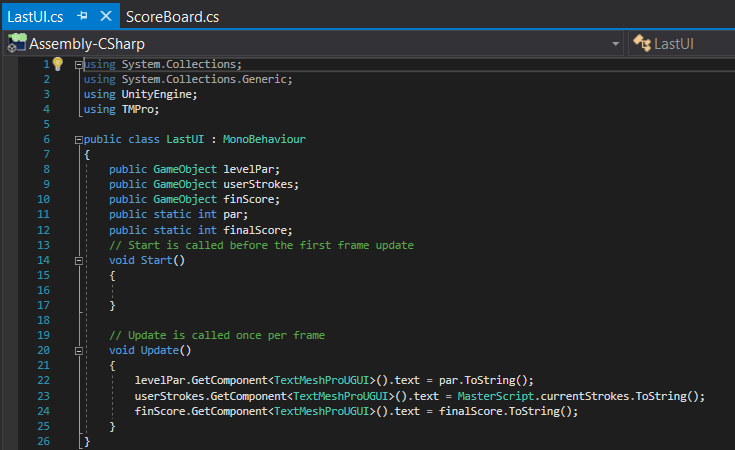 LastUI.cs ScoreBoard.cs
Assembly-CSharp LastUI
1 using System.Collections;
2 using System.Collections.Generic;
3 using UnityEngine;
4 using TMPro;
5
6 public class LastUI : MonoBehaviour
7 {
8 public GameObject levelPar;
9 public GameObject userStrokes;
10 public GameObject finScore;
11 public static int par;
12 public static int finalScore;
13 // Start is called before the first frame update
14 void Start()
15 {
16
17 }
18
19 // Update is called once per frame
20 void Update()
21 {
22 levelPar.GetComponent<TextMeshProUGUI>().text = par.ToString();
23 userStrokes.GetComponent<TextMeshProUGUI>().text = MasterScript.currentStrokes.ToString();
24 finScore.GetComponent<TextMeshProUGUI>().text = finalScore.ToString();
25 }
26 }